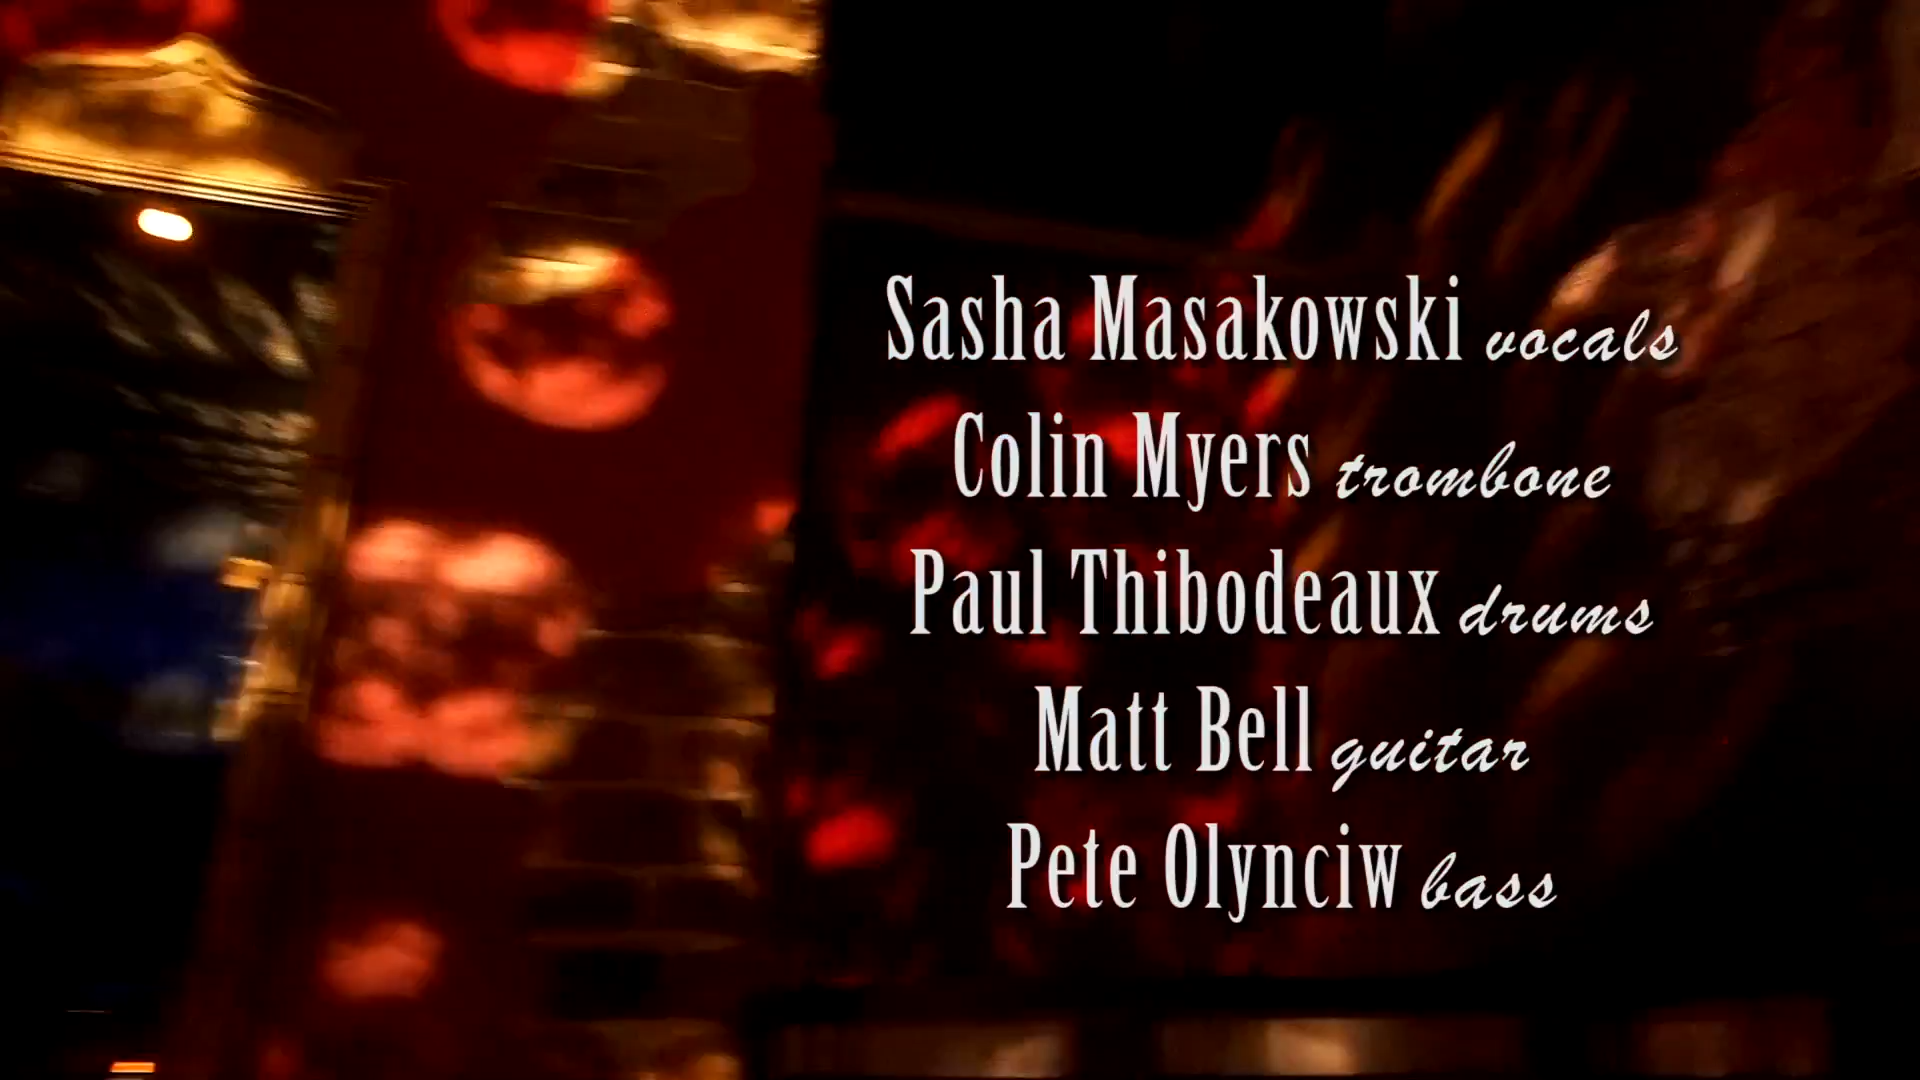 Sasha Masakowski vocals
Colin Myers trombone
Paul Thibodeaux drums
Matt Bell guitar
Pete Olynciw bass